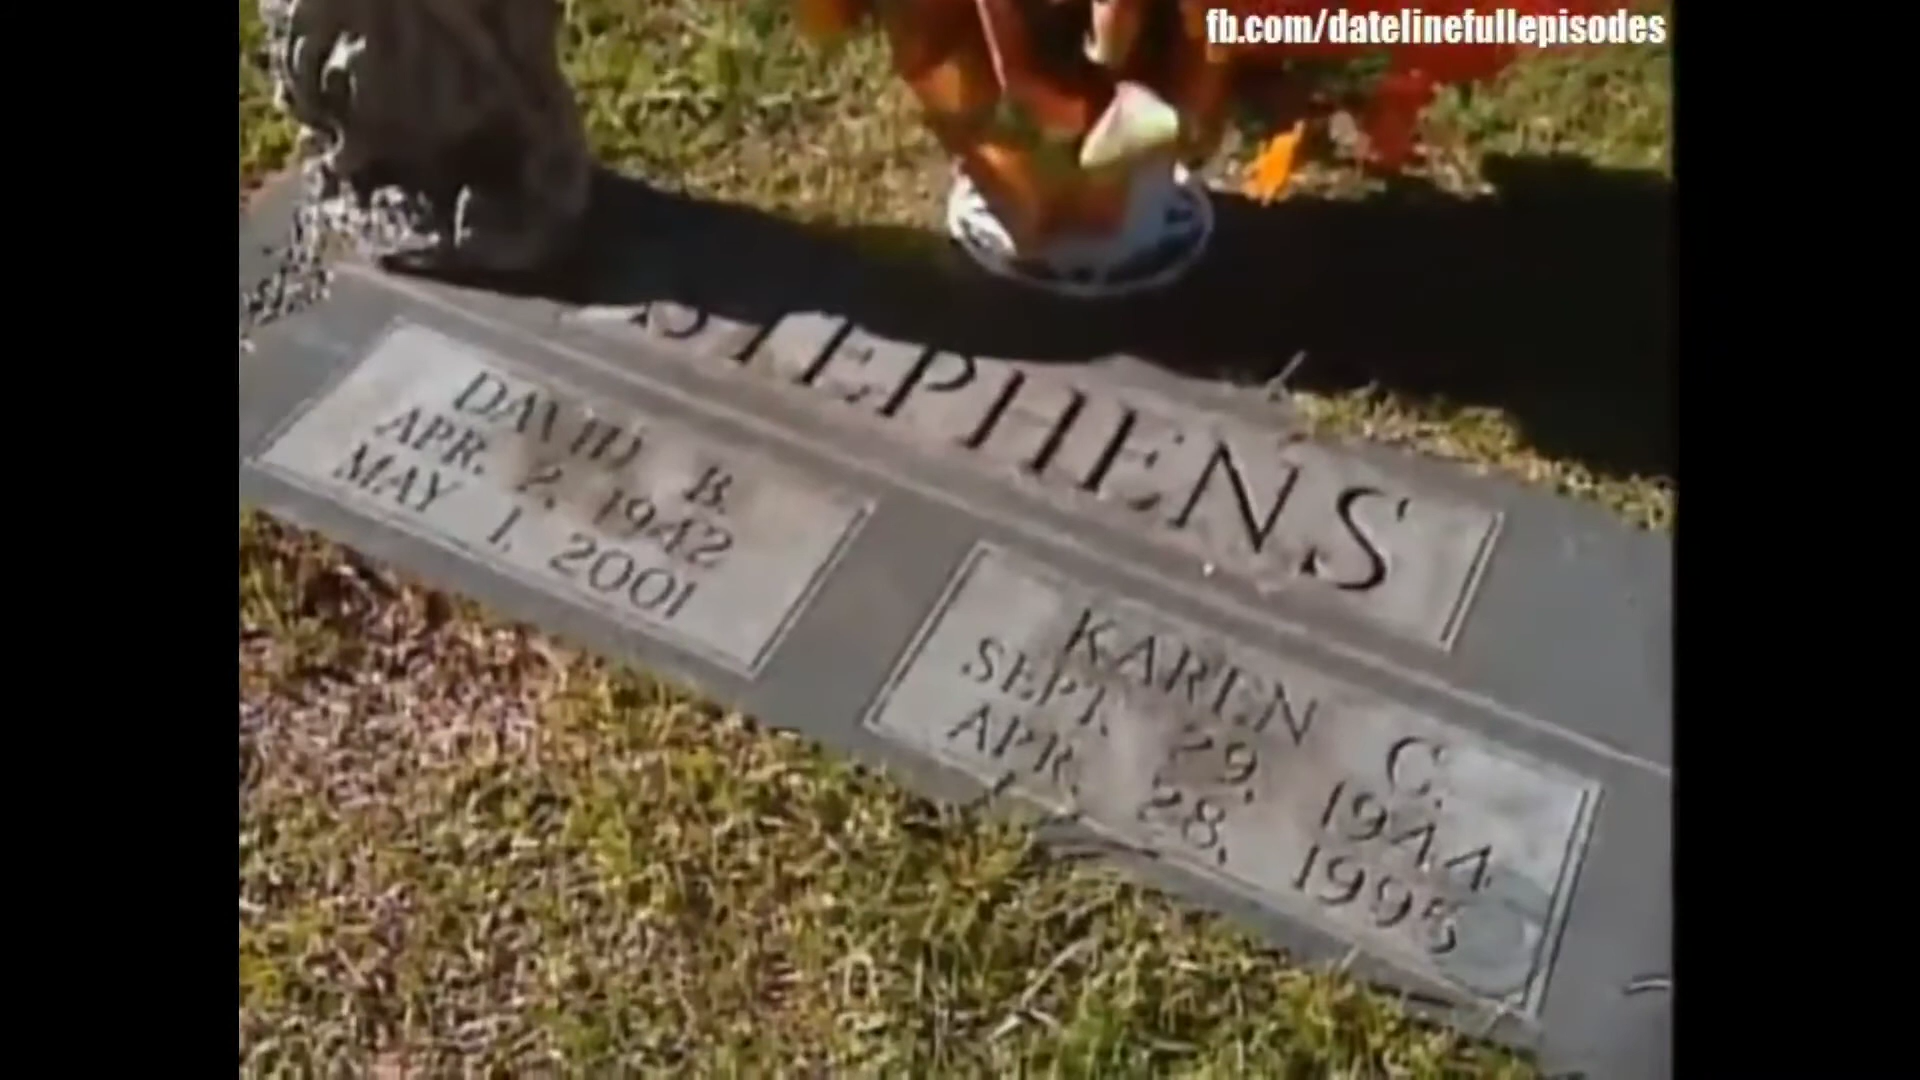 fb.com/datelinefullepisodes
STEPHENS
DAVID B.
APR. 2, 1942
MAY 1, 2001
KAREN C.
SEPT. 29, 1944
APR. 28, 1995